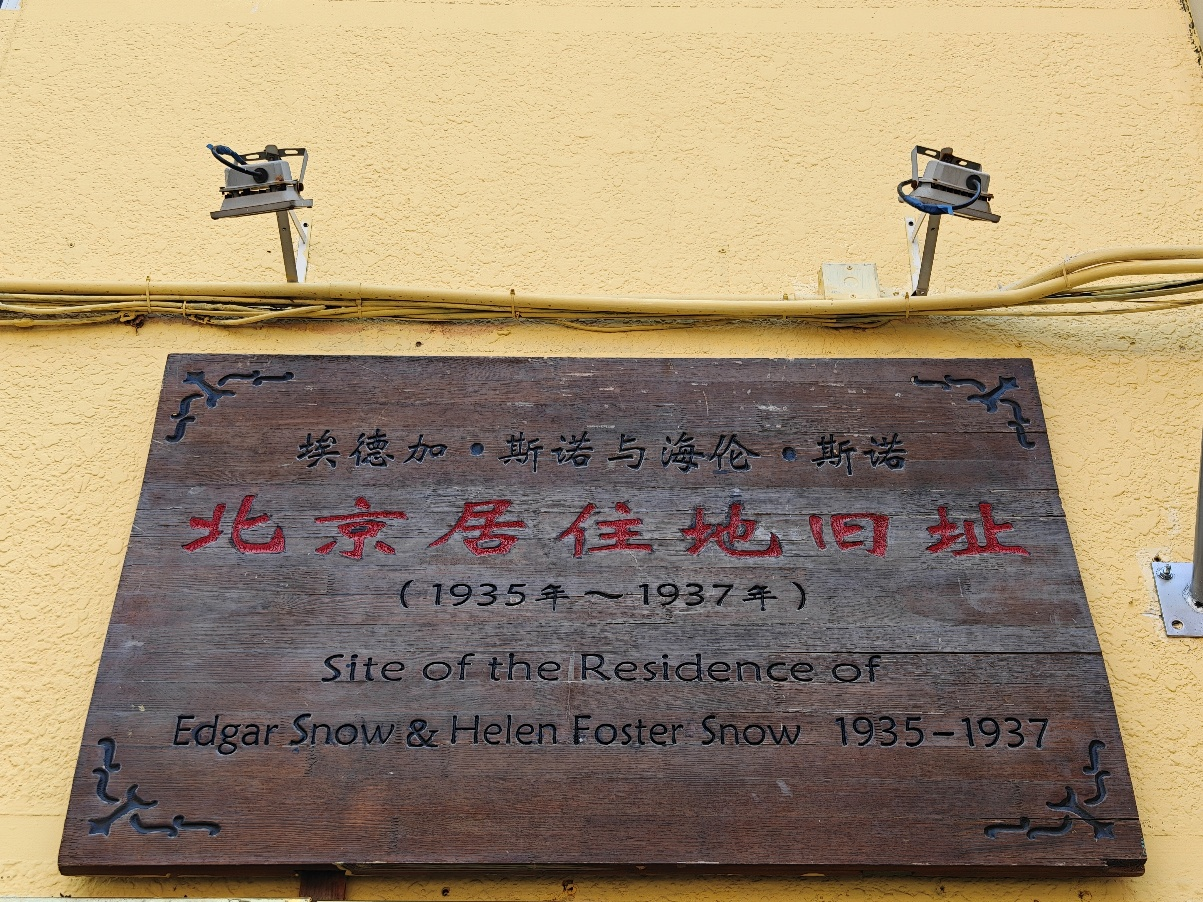 埃德加·斯诺与海伦·斯诺
北京居住地旧址
（1935年～1937年）
Site of the Residence of
Edgar Snow & Helen Foster Snow 1935-1937